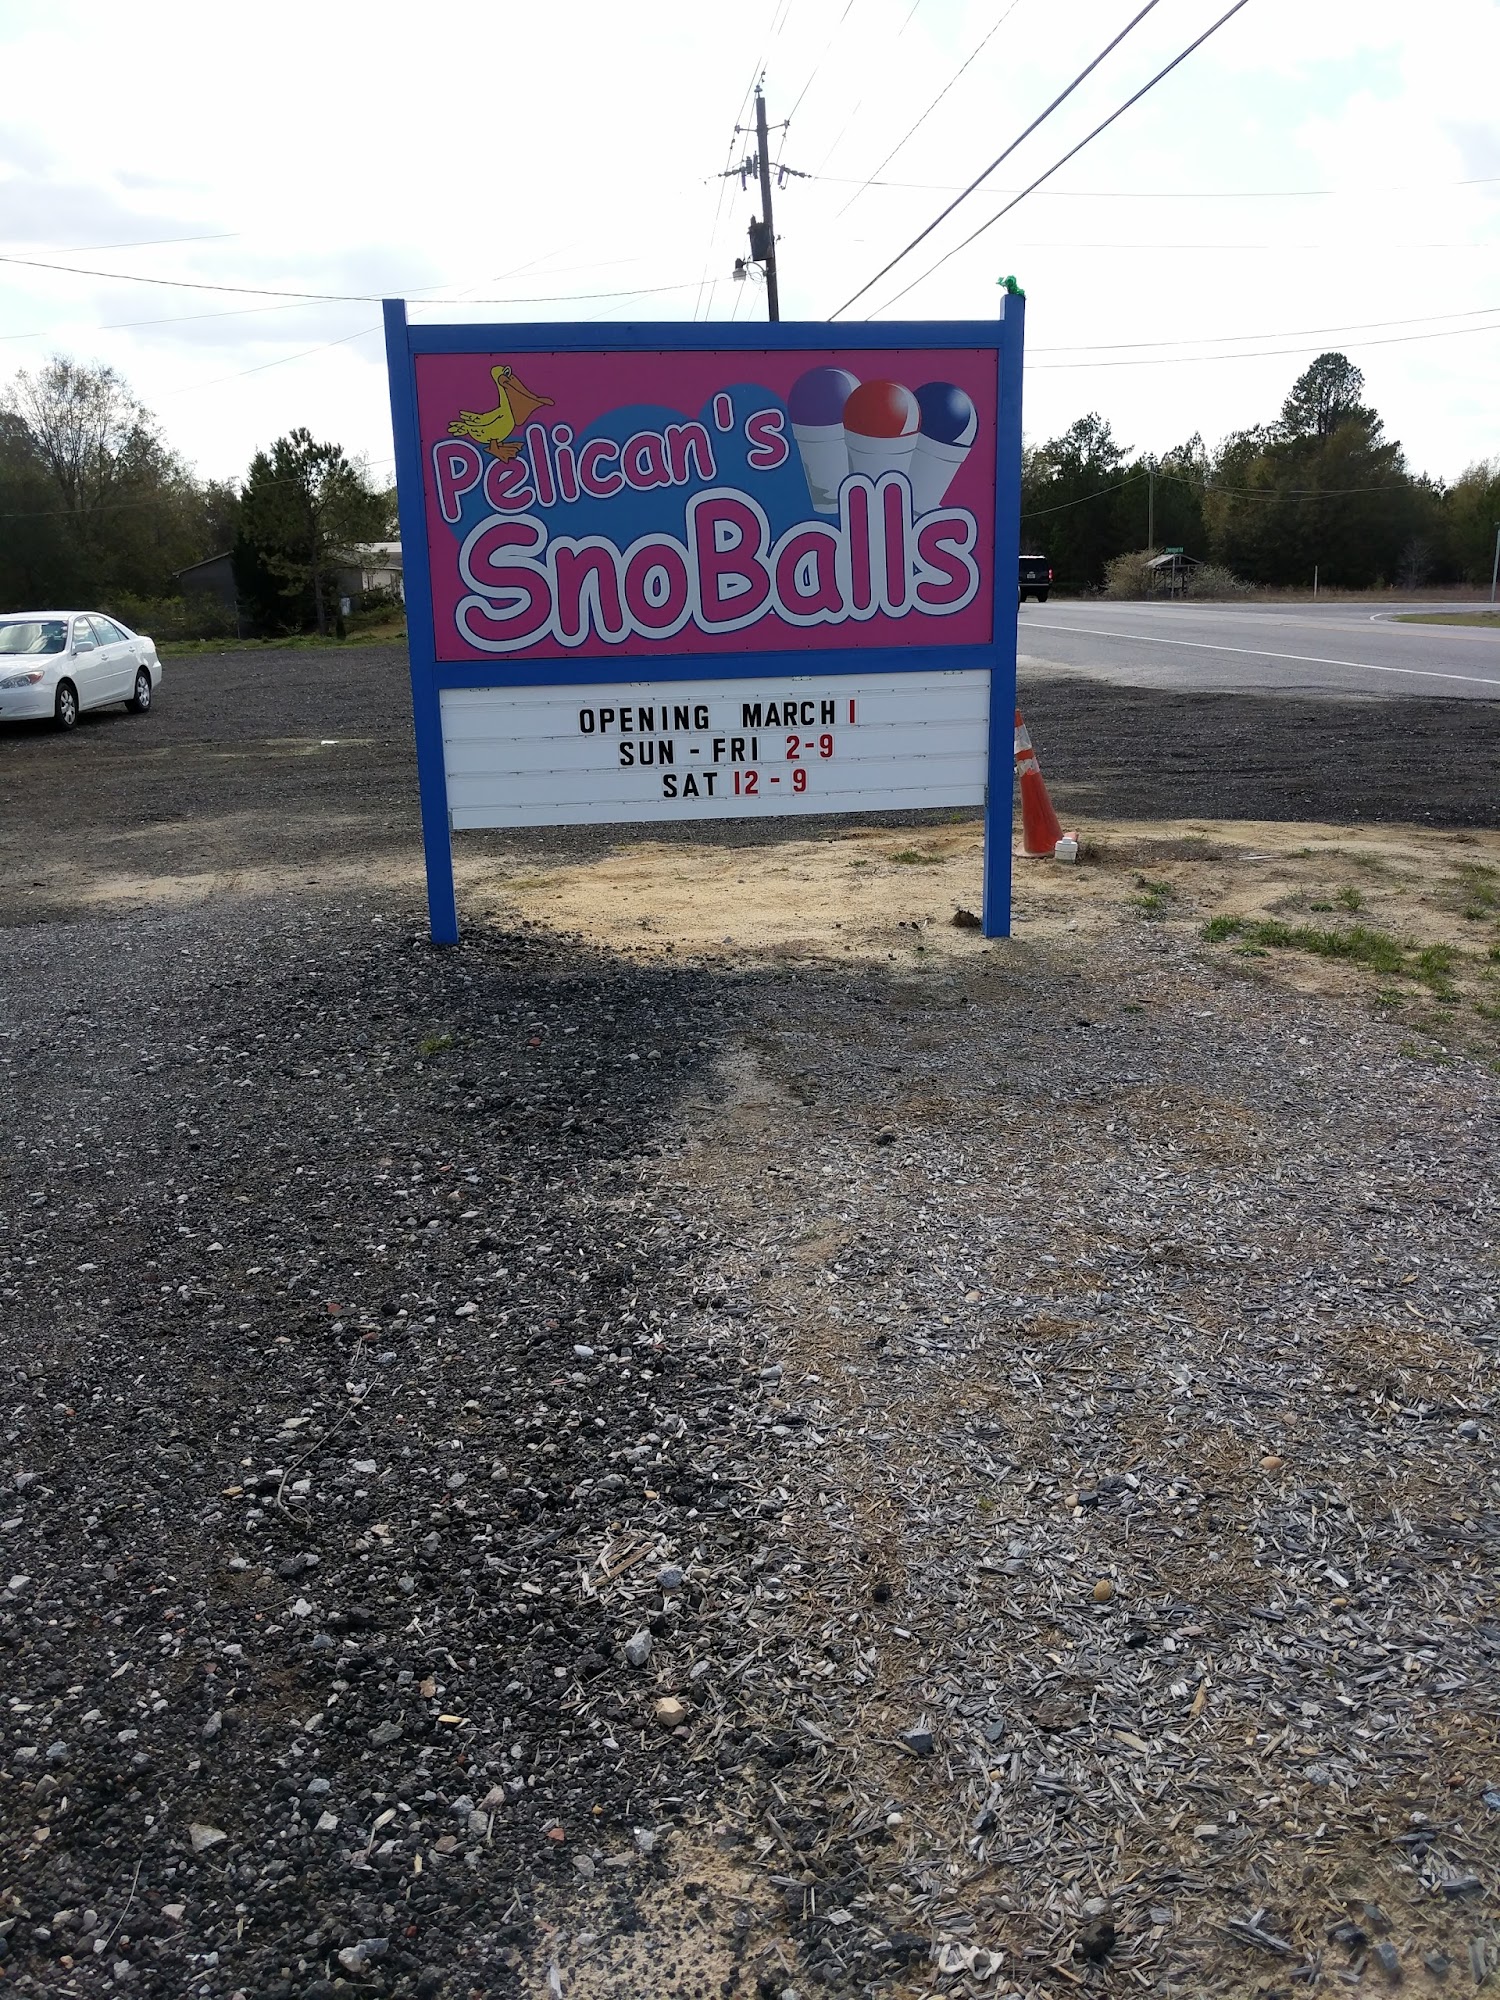 Pelican's
SnoBalls
OPENING MARCH 1
SUN - FRI 2-9
SAT 12 - 9